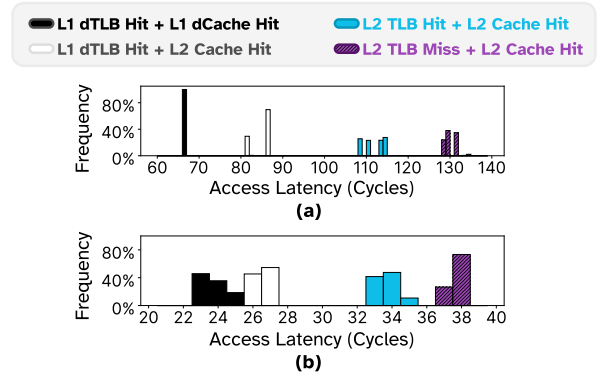 L1 dTLB Hit + L1 dCache Hit
L2 TLB Hit + L2 Cache Hit
L1 dTLB Hit + L2 Cache Hit
L2 TLB Miss + L2 Cache Hit
Frequency
80%
40%
0%
60 70 80 90 100 110 120 130 140
Access Latency (Cycles)
(a)
Frequency
80%
40%
0%
20 22 24 26 28 30 32 34 36 38 40
Access Latency (Cycles)
(b)